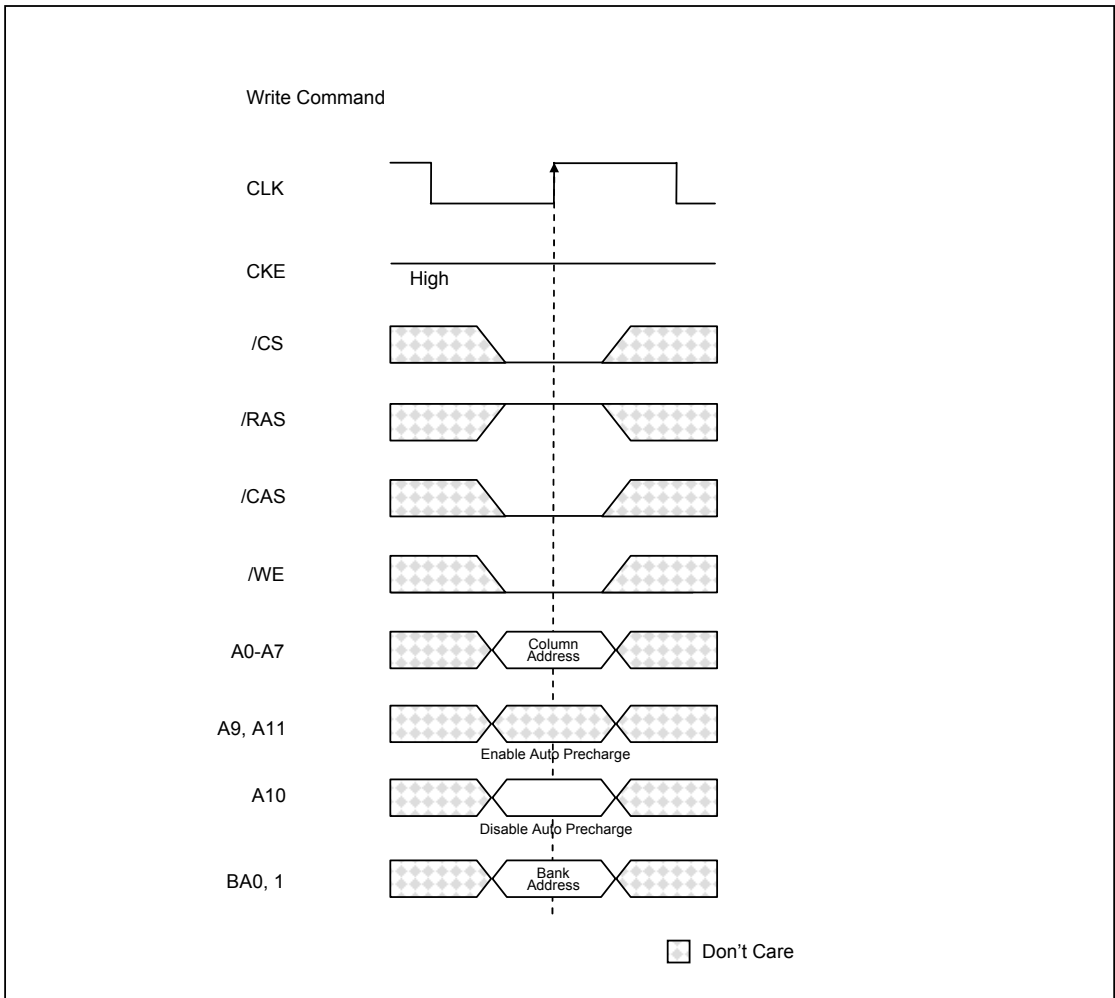 Write Command
CLK
CKE
High
/CS
/RAS
/CAS
/WE
A0-A7
Column
Address
A9, A11
Enable Auto Precharge
A10
Disable Auto Precharge
BA0, 1
Bank
Address
Don't Care